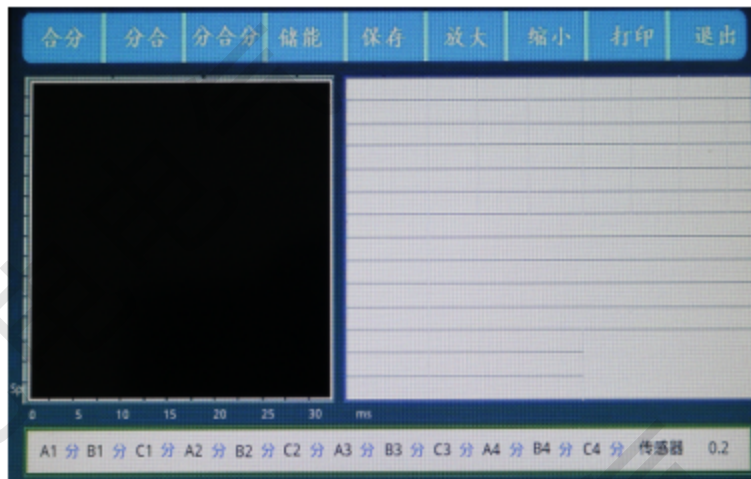 合分 分合 分合分 储能 保存 放大 缩小 打印 退出
0 5 10 15 20 25 30 ms
A1 分 B1 分 C1 分 A2 分 B2 分 C2 分 A3 分 B3 分 C3 分 A4 分 B4 分 C4 分 传感器 0.2